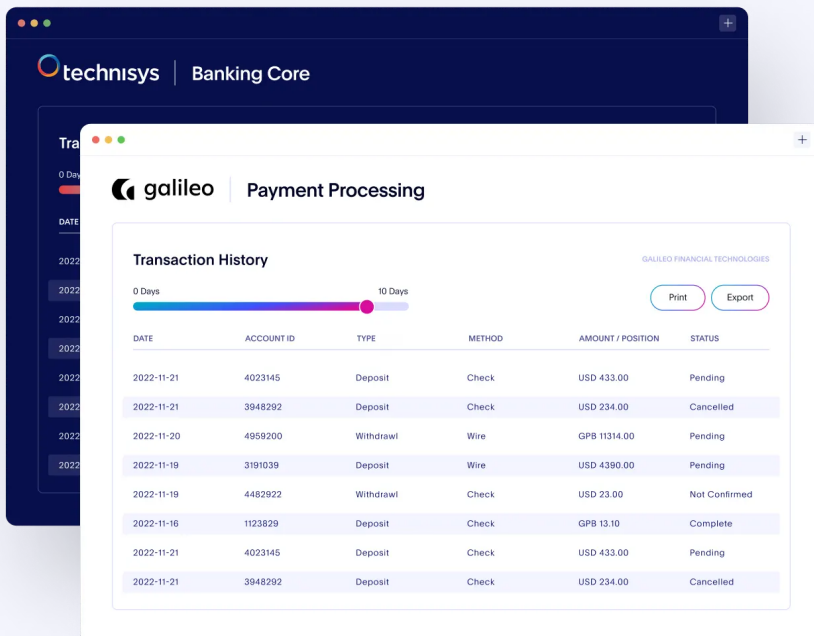 technisys | Banking Core
Tra
0 Day
DATE
2022
2022
2022
2022
2022
2022
2022
2022
galileo | Payment Processing
Transaction History
GALILEO FINANCIAL TECHNOLOGIES
0 Days 10 Days
Print Export
DATE ACCOUNT ID TYPE METHOD AMOUNT / POSITION STATUS
2022-11-21 4023145 Deposit Check USD 433.00 Pending
2022-11-21 3948292 Deposit Check USD 234.00 Cancelled
2022-11-20 4959200 Withdrawl Wire GPB 11314.00 Pending
2022-11-19 3191039 Deposit Wire USD 4390.00 Pending
2022-11-19 4482922 Withdrawl Check USD 23.00 Not Confirmed
2022-11-16 1123829 Deposit Check GPB 13.10 Complete
2022-11-21 4023145 Deposit Check USD 433.00 Pending
2022-11-21 3948292 Deposit Check USD 234.00 Cancelled